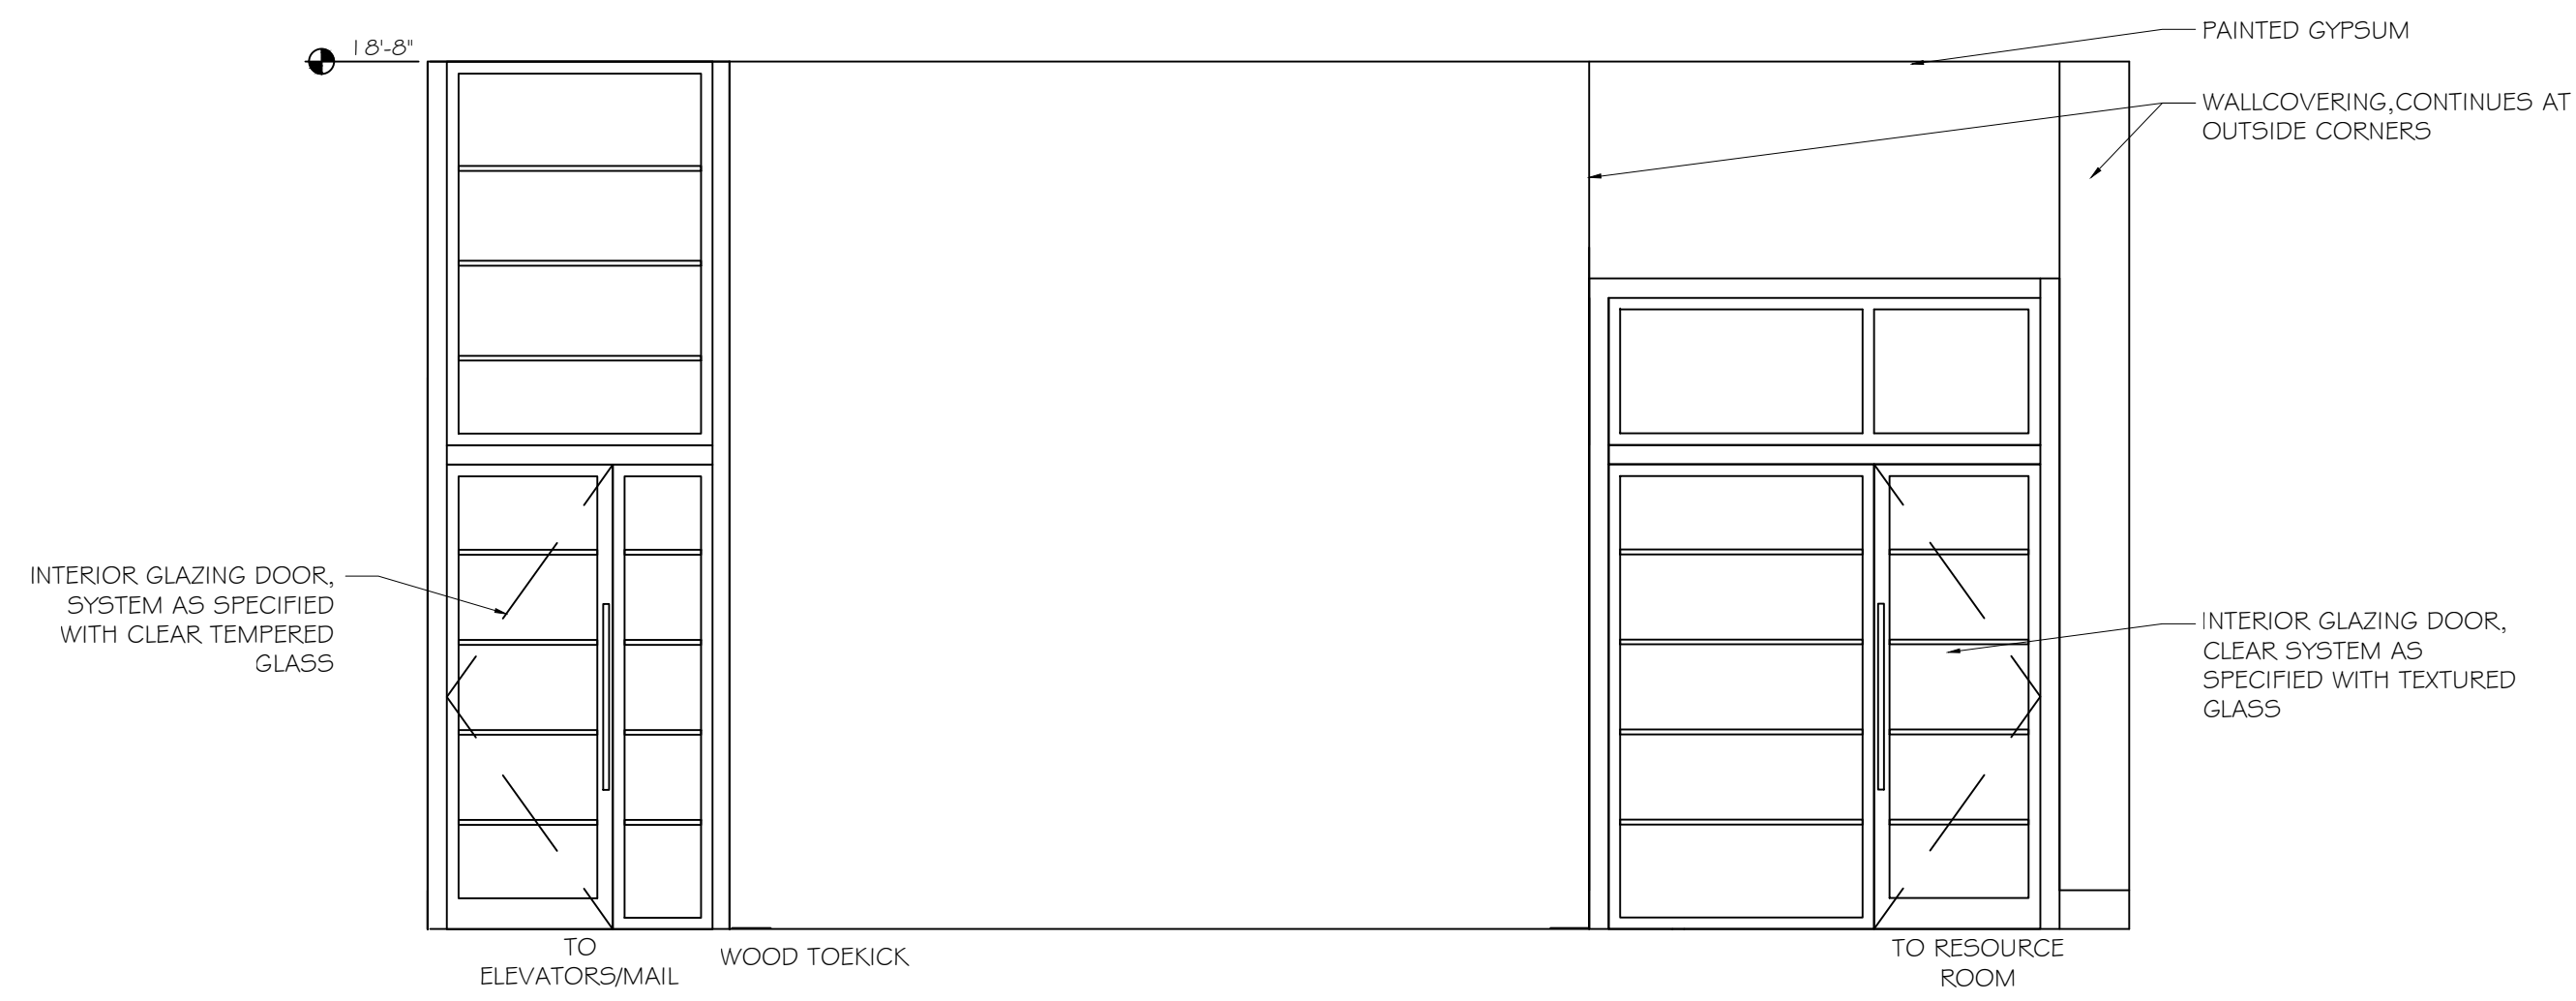 18'-8"
PAINTED GYPSUM
WALLCOVERING,CONTINUES AT
OUTSIDE CORNERS
INTERIOR GLAZING DOOR,
SYSTEM AS SPECIFIED
WITH CLEAR TEMPERED
GLASS
INTERIOR GLAZING DOOR,
CLEAR SYSTEM AS
SPECIFIED WITH TEXTURED
GLASS
TO
ELEVATORS/MAIL
WOOD TOEKICK
TO RESOURCE
ROOM